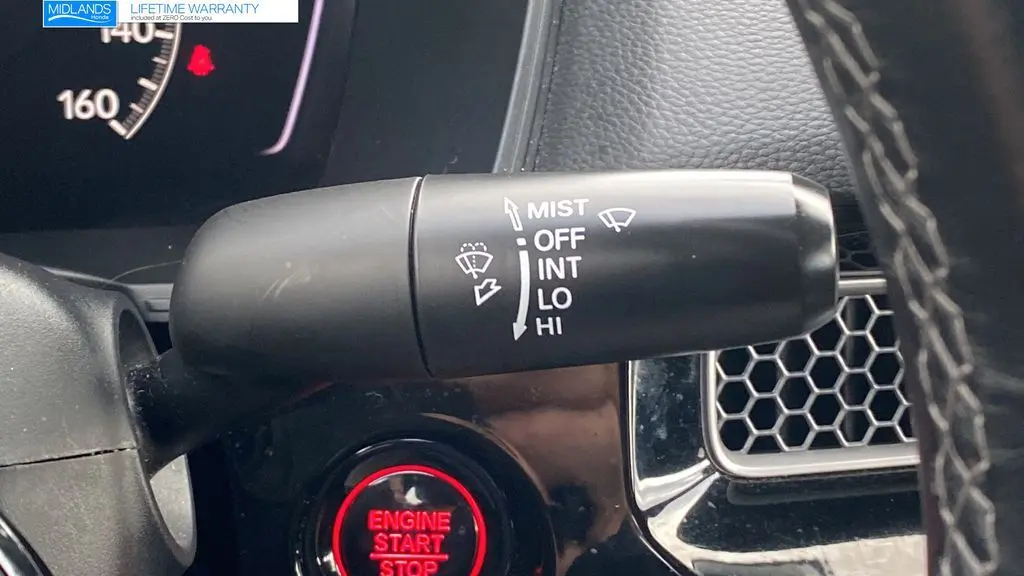 MIDLANDS
Honda
LIFETIME WARRANTY
Included at ZERO Cost to you
140
160
MIST
OFF
INT
LO
HI
ENGINE
START
STOP